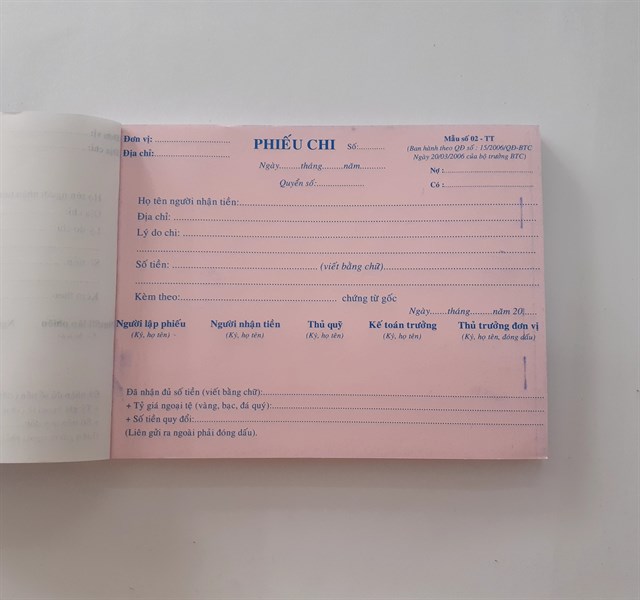 Đơn vị: ........................
PHIẾU CHI Số:............
Mẫu số 02 - TT
Địa chỉ: ........................
(Ban hành theo QĐ số : 15/2006/QĐ-BTC
Ngày 20/03/2006 của bộ trưởng BTC)
Ngày........tháng........năm........
Nợ :........................
Quyển số:..................
Có :........................
Họ tên người nhận tiền:........................
Địa chỉ: ........................
Lý do chi: ........................
........................
Số tiền: ........................(viết bằng chữ)........................
........................
Kèm theo:........................ chứng từ gốc
Ngày......tháng........năm 20......
Người lập phiếu Người nhận tiền Thủ quỹ Kế toán trưởng Thủ trưởng đơn vị
(Ký, họ tên) (Ký, họ tên) (Ký, họ tên) (Ký, họ tên) (Ký, họ tên, đóng dấu)
Đã nhận đủ số tiền (viết bằng chữ):........................
+ Tỷ giá ngoại tệ (vàng, bạc, đá quý):........................
+ Số tiền quy đổi:........................
(Liên gửi ra ngoài phải đóng dấu).